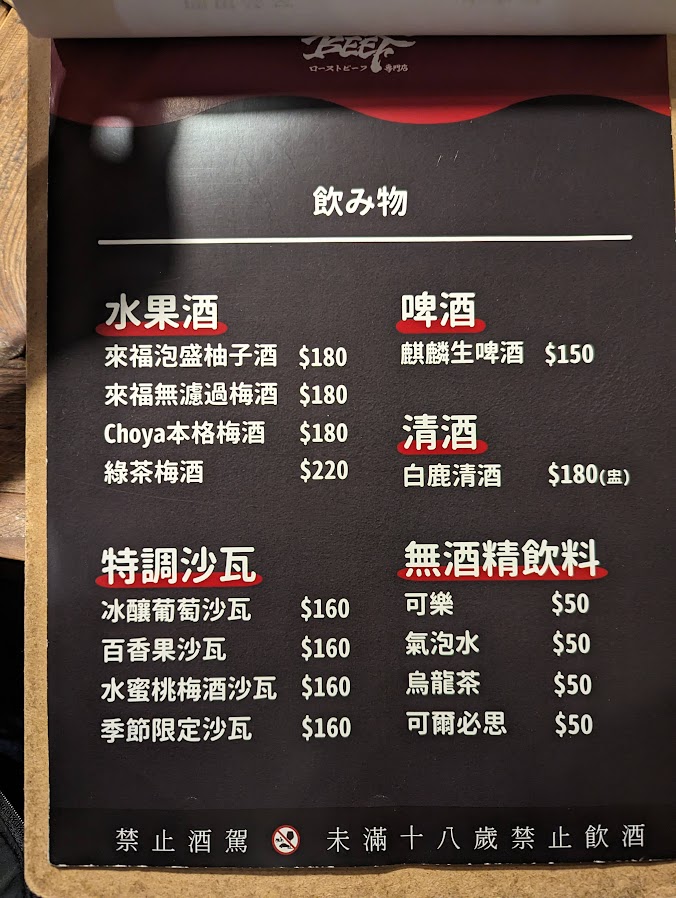 BEEF
ローストビーフ 専門店
飲み物
水果酒
來福泡盛柚子酒 $180
來福無濾過梅酒 $180
Choya本格梅酒 $180
綠茶梅酒 $220
特調沙瓦
冰釀葡萄沙瓦 $160
百香果沙瓦 $160
水蜜桃梅酒沙瓦 $160
季節限定沙瓦 $160
啤酒
麒麟生啤酒 $150
清酒
白鹿清酒 $180(盅)
無酒精飲料
可樂 $50
氣泡水 $50
烏龍茶 $50
可爾必思 $50
禁止酒駕 未滿十八歲禁止飲酒